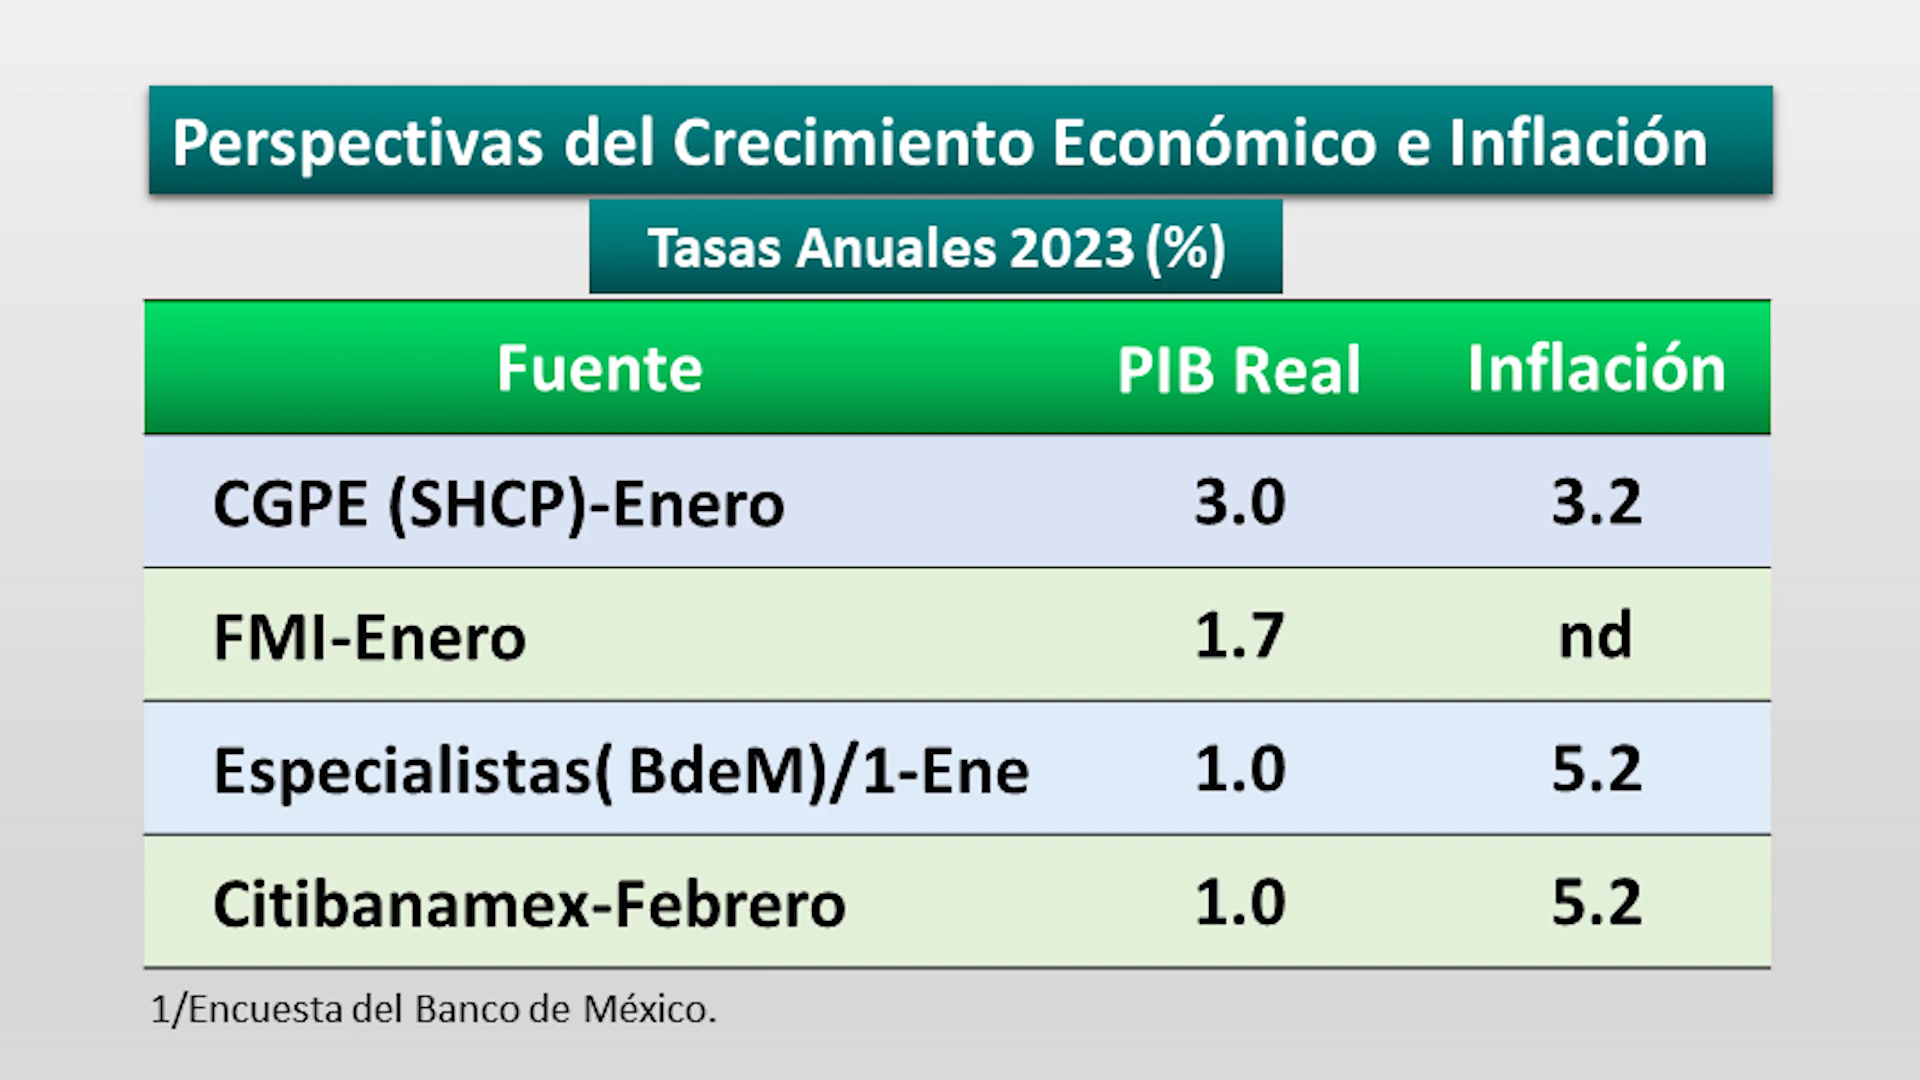 Perspectivas del Crecimiento Económico e Inflación
Tasas Anuales 2023 (%)
Fuente PIB Real Inflación
CGPE (SHCP)-Enero 3.0 3.2
FMI-Enero 1.7 nd
Especialistas( BdeM)/1-Ene 1.0 5.2
Citibanamex-Febrero 1.0 5.2
1/Encuesta del Banco de México.